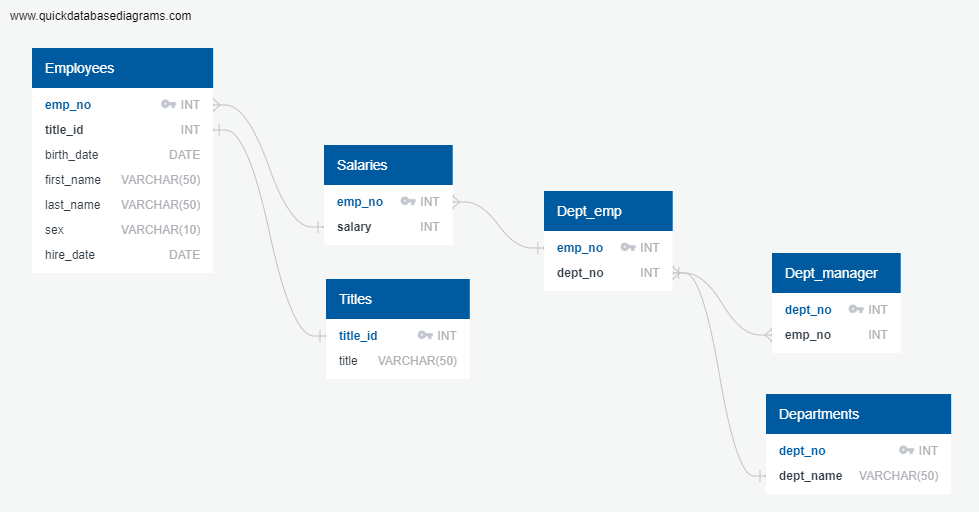 www.quickdatabasediagrams.com
Employees
emp_no INT
title_id INT
birth_date DATE
first_name VARCHAR(50)
last_name VARCHAR(50)
sex VARCHAR(10)
hire_date DATE
Salaries
emp_no INT
salary INT
Titles
title_id INT
title VARCHAR(50)
Dept_emp
emp_no INT
dept_no INT
Dept_manager
dept_no INT
emp_no INT
Departments
dept_no INT
dept_name VARCHAR(50)